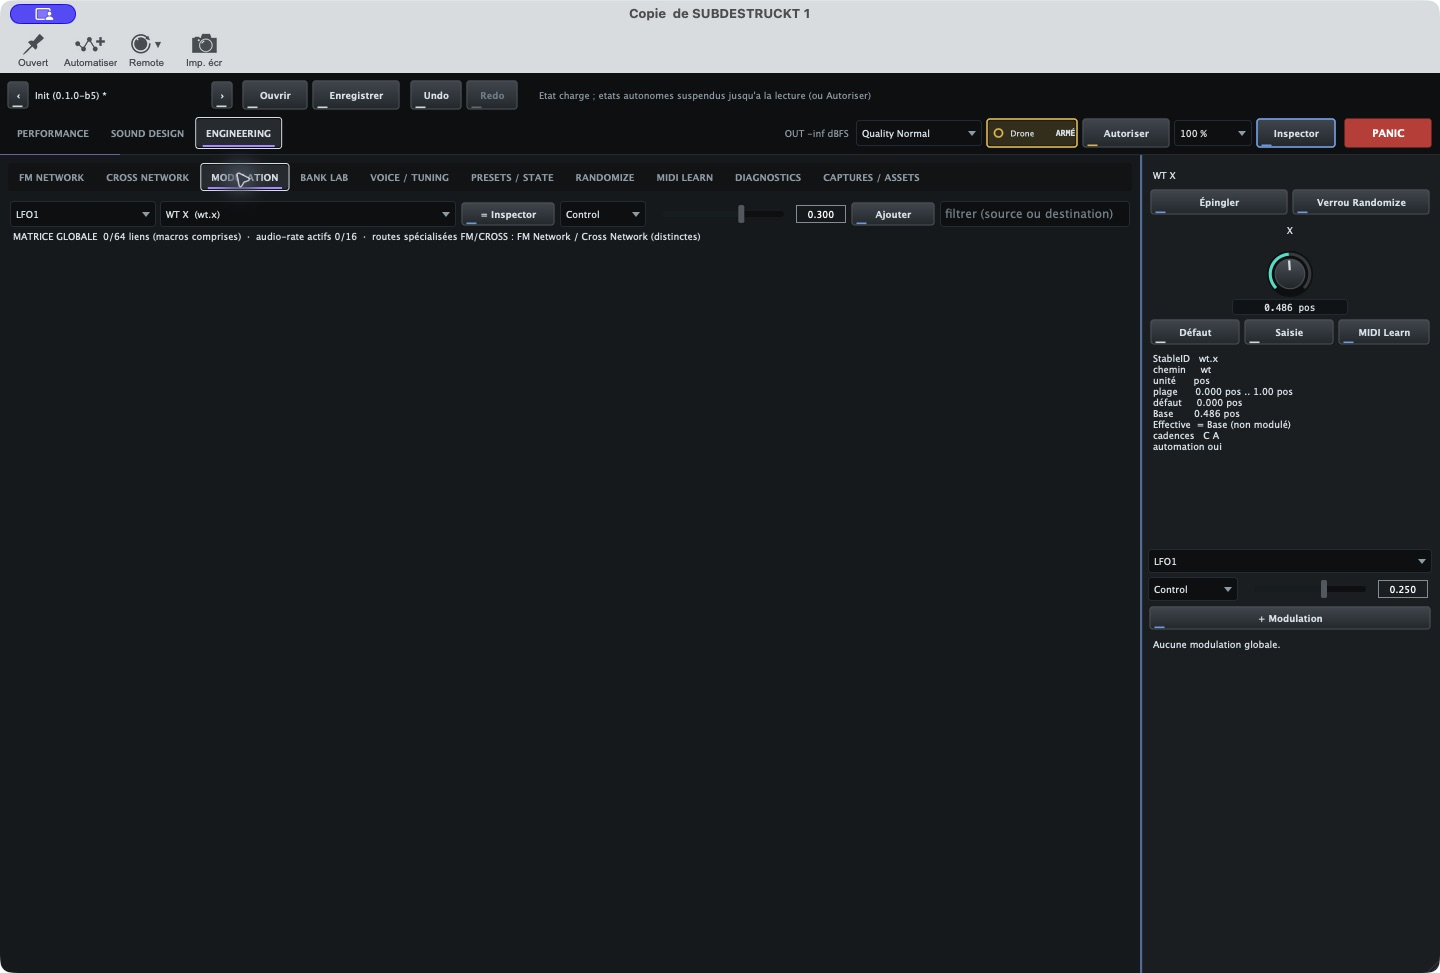 Copie  de SUBDESTRUCKT 1
Ouvert Automatiser Remote Imp. écr
‹ Init (0.1.0-b5) * › Ouvrir Enregistrer Undo Redo Etat charge ; etats autonomes suspendus jusqu'a la lecture (ou Autoriser)
PERFORMANCE SOUND DESIGN ENGINEERING OUT -inf dBFS Quality Normal Drone ARMÉ Autoriser 100 % Inspector PANIC
FM NETWORK CROSS NETWORK MODULATION BANK LAB VOICE / TUNING PRESETS / STATE RANDOMIZE MIDI LEARN DIAGNOSTICS CAPTURES / ASSETS
LFO1 WT X (wt.x) = Inspector Control 0.300 Ajouter filtrer (source ou destination)
MATRICE GLOBALE  0/64 liens (macros comprises)  ·  audio-rate actifs 0/16  ·  routes spécialisées FM/CROSS : FM Network / Cross Network (distinctes)
WT X
Épingler Verrou Randomize
X
0.486 pos
Défaut Saisie MIDI Learn
StableID wt.x
chemin wt
unité pos
plage 0.000 pos .. 1.00 pos
défaut 0.000 pos
Base 0.486 pos
Effective = Base (non modulé)
cadences C A
automation oui
LFO1
Control 0.250
+ Modulation
Aucune modulation globale.